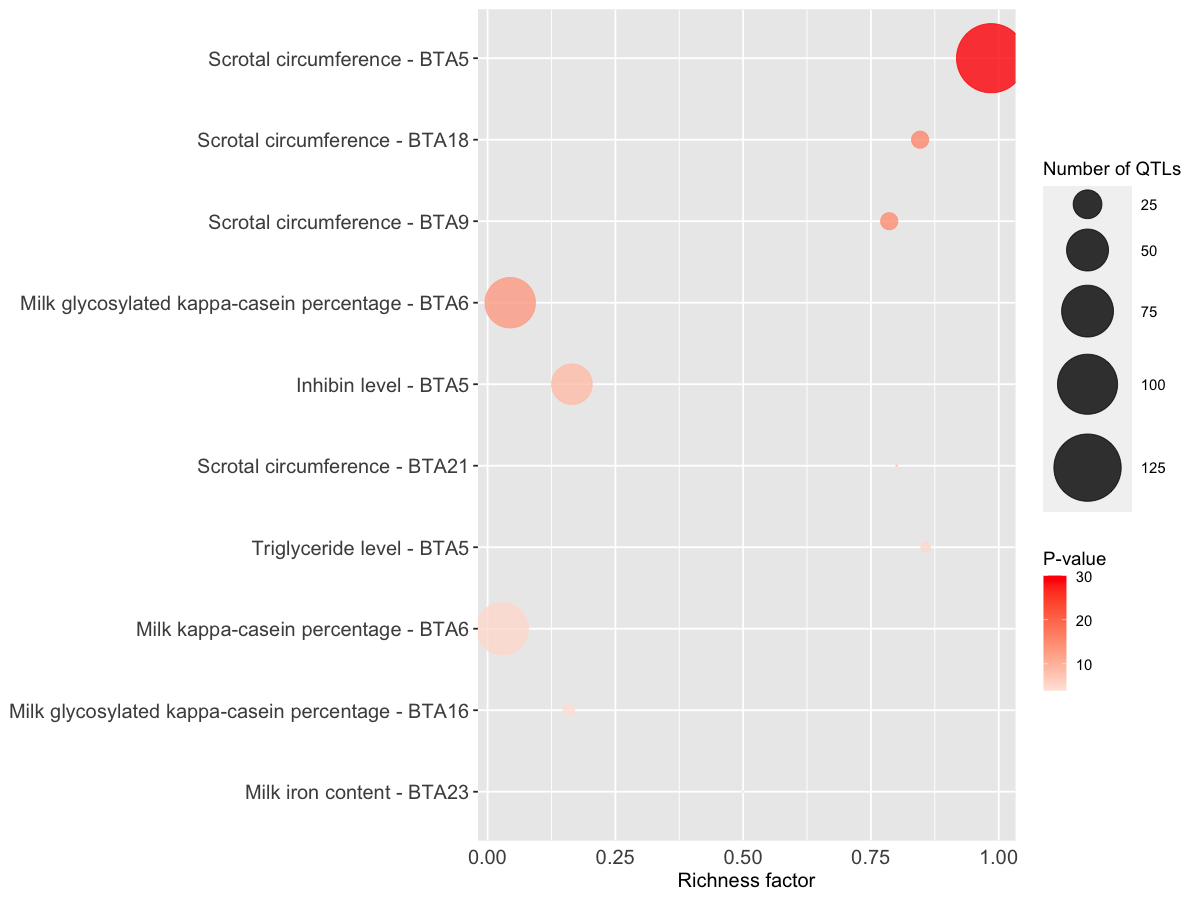 Scrotal circumference - BTA5
Scrotal circumference - BTA18
Scrotal circumference - BTA9
Milk glycosylated kappa-casein percentage - BTA6
Inhibin level - BTA5
Scrotal circumference - BTA21
Triglyceride level - BTA5
Milk kappa-casein percentage - BTA6
Milk glycosylated kappa-casein percentage - BTA16
Milk iron content - BTA23
0.00 0.25 0.50 0.75 1.00
Richness factor
Number of QTLs
25
50
75
100
125
P-value
30
20
10